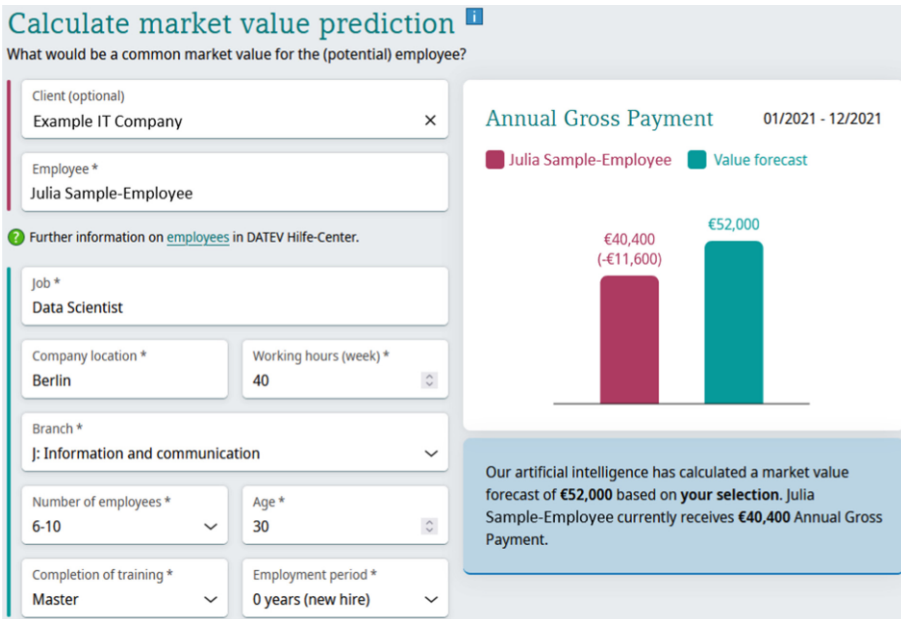 Calculate market value prediction i
What would be a common market value for the (potential) employee?
Client (optional)
Example IT Company
Employee *
Julia Sample-Employee
? Further information on employees in DATEV Hilfe-Center.
Job *
Data Scientist
Company location *
Berlin
Working hours (week) *
40
Branch *
J: Information and communication
Number of employees *
6-10
Age *
30
Completion of training *
Master
Employment period *
0 years (new hire)
Annual Gross Payment
01/2021 - 12/2021
Julia Sample-Employee
Value forecast
€40,400
(-€11,600)
€52,000
Our artificial intelligence has calculated a market value
forecast of €52,000 based on your selection. Julia
Sample-Employee currently receives €40,400 Annual Gross
Payment.